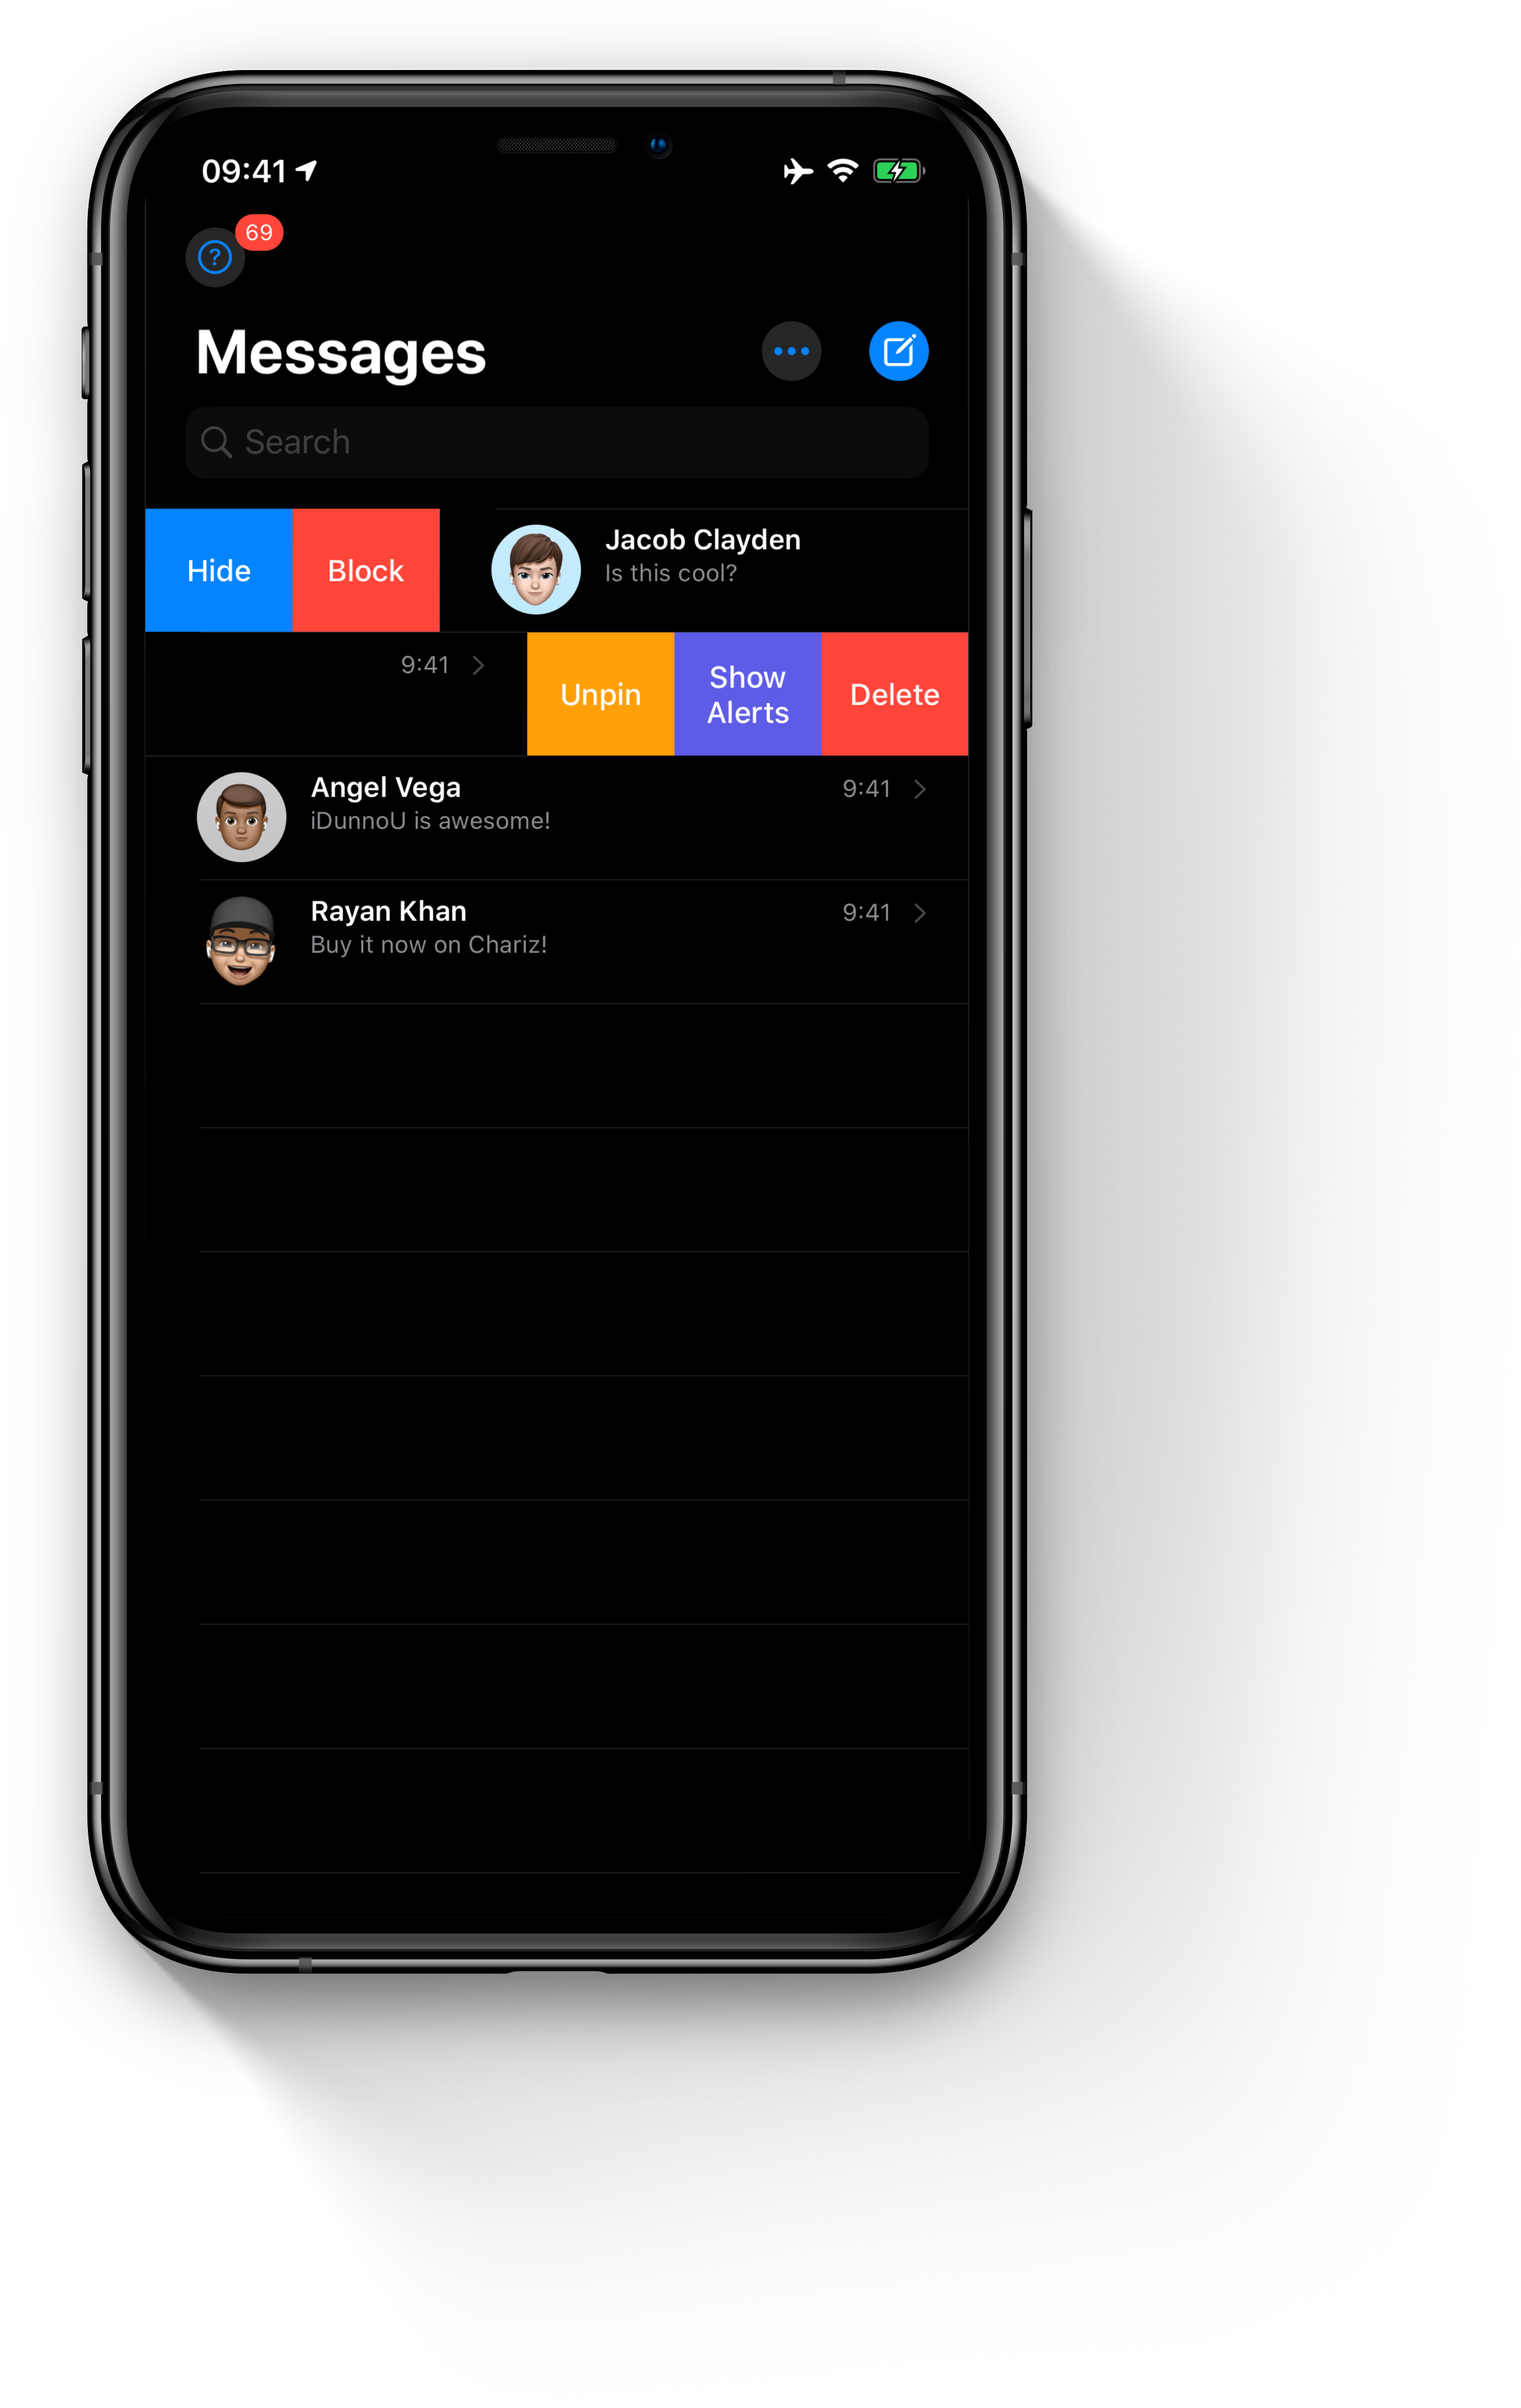 09:41
69
?
Messages
Search
Hide
Block
Jacob Clayden
Is this cool?
9:41
Unpin
Show
Alerts
Delete
Angel Vega
9:41
iDunnoU is awesome!
Rayan Khan
9:41
Buy it now on Chariz!